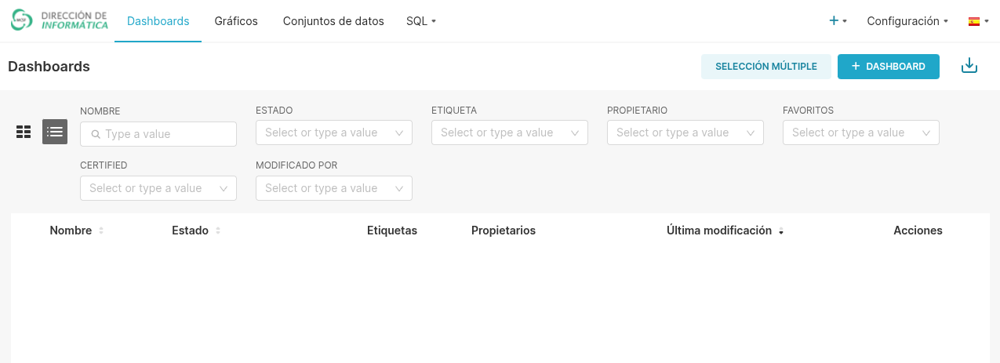 DIRECCIÓN DE
INFORMÁTICA
Dashboards Gráficos Conjuntos de datos SQL Configuración
Dashboards SELECCIÓN MÚLTIPLE + DASHBOARD
NOMBRE ESTADO ETIQUETA PROPIETARIO FAVORITOS
Type a value Select or type a value Select or type a value Select or type a value Select or type a value
CERTIFIED MODIFICADO POR
Select or type a value Select or type a value
Nombre Estado Etiquetas Propietarios Última modificación Acciones